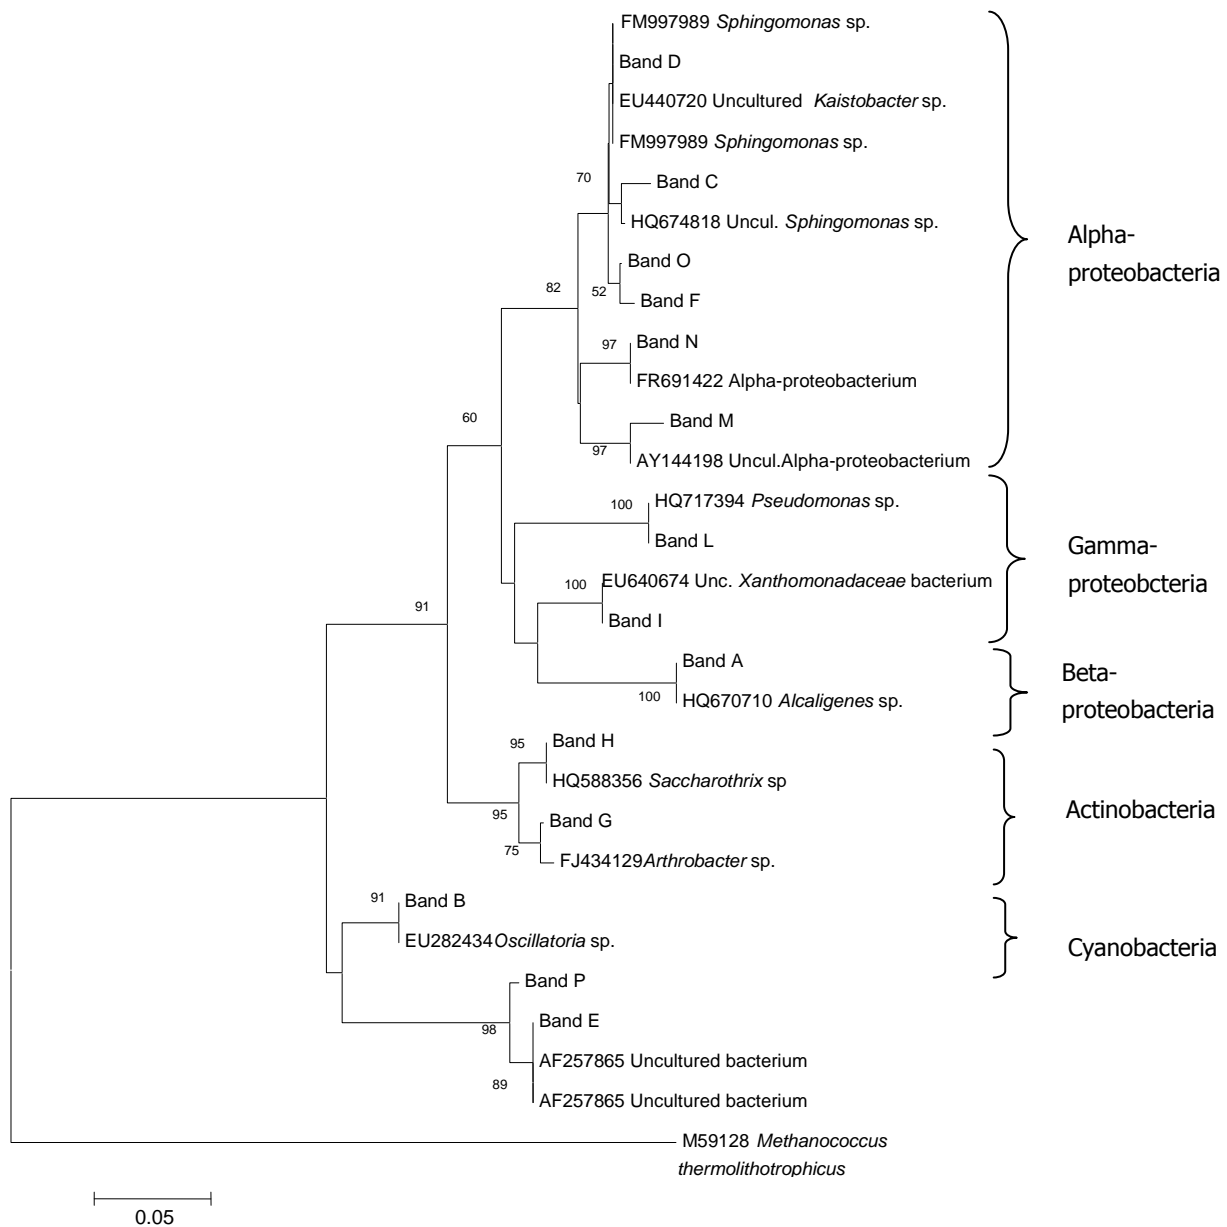 FM997989 Sphingomonas sp.
Band D
EU440720 Uncultured Kaistobacter sp.
FM997989 Sphingomonas sp.
70
Band C
HQ674818 Uncul. Sphingomonas sp.
Alpha-
proteobacteria
Band O
82
52
Band F
97
Band N
FR691422 Alpha-proteobacterium
60
Band M
97
AY144198 Uncul.Alpha-proteobacterium
100
HQ717394 Pseudomonas sp.
Band L
Gamma-
proteobcteria
100
EU640674 Unc. Xanthomonadaceae bacterium
91
Band I
Band A
100
HQ670710 Alcaligenes sp.
Beta-
proteobacteria
95
Band H
HQ588356 Saccharothrix sp
95
Band G
75
FJ434129Arthrobacter sp.
Actinobacteria
91
Band B
EU282434Oscillatoria sp.
Cyanobacteria
Band P
98
Band E
AF257865 Uncultured bacterium
89
AF257865 Uncultured bacterium
M59128 Methanococcus
thermolithotrophicus
0.05